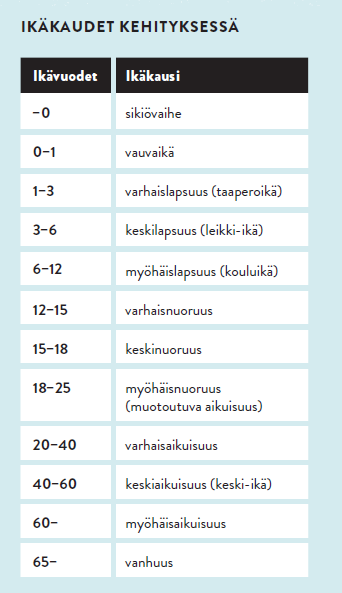 IKÄKAUDET KEHITYKSESSÄ
Ikävuodet Ikäkausi
–0 sikiövaihe
0–1 vauvaikä
1–3 varhaislapsuus (taaperoikä)
3–6 keskilapsuus (leikki-ikä)
6–12 myöhäislapsuus (kouluikä)
12–15 varhaisnuoruus
15–18 keskinuoruus
18–25 myöhäisnuoruus
(muotoutuva aikuisuus)
20–40 varhaisaikuisuus
40–60 keskiaikuisuus (keski-ikä)
60– myöhäisaikuisuus
65– vanhuus